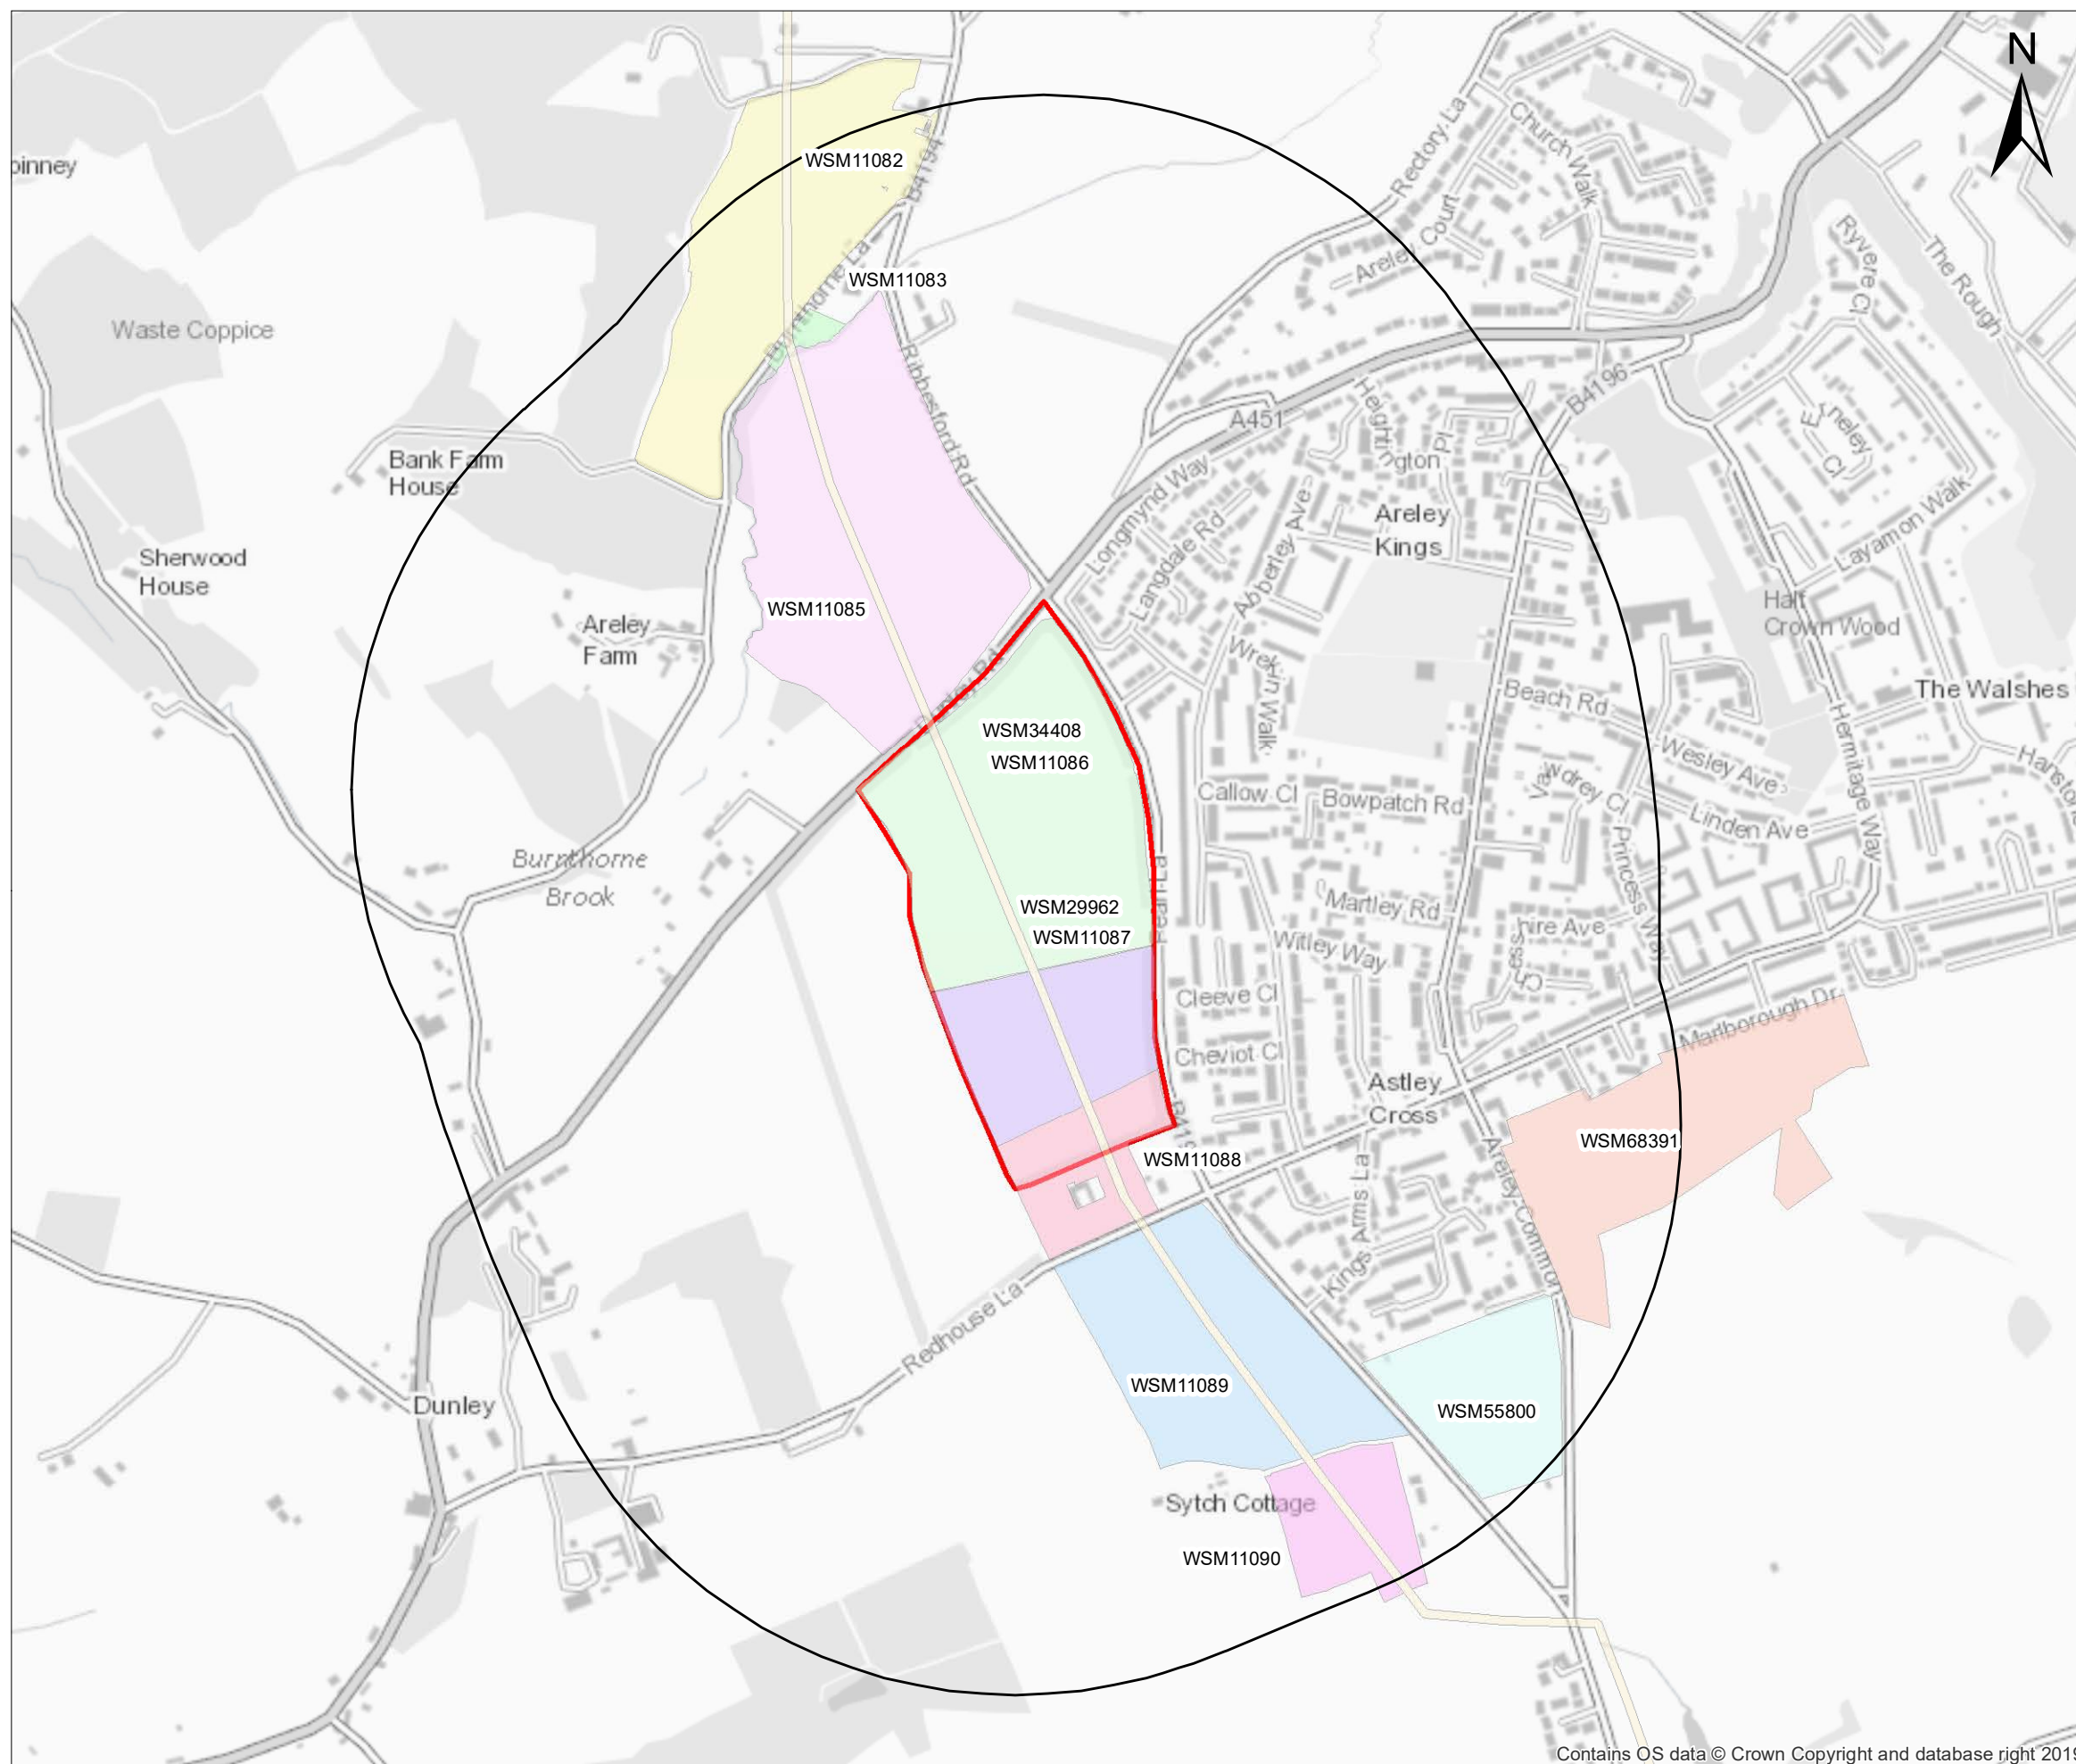 N
WSM11082
B4194
Rectory La
Church Walk
Areley Court
Ryvere Cl
The Rough
WSM11083
Waste Coppice
Ribbesford Rd
A451
B4196
Bank Farm
House
Longmynd Way
Langdale Rd
Abberley Ave
Areley
Kings
Layamon Walk
Sherwood
House
Halt
Crown Wood
WSM11085
Areley
Farm
Wrekin Walk
Beach Rd
The Walshes
WSM34408
WSM11086
Wesley Ave
Hermitage Way
Callow Cl
Bowpatch Rd
Vawdrey Cl
Linden Ave
Princess Way
Burnthorne
Brook
WSM29962
WSM11087
Martley Rd
Witley Way
Cleeve Cl
Marlborough Dr
Cheviot Cl
Astley
Cross
WSM11088
WSM68391
Areley Common
Kings Arms La
Redhouse La
WSM11089
Dunley
WSM55800
Sytch Cottage
WSM11090
Contains OS data © Crown Copyright and database right 2019